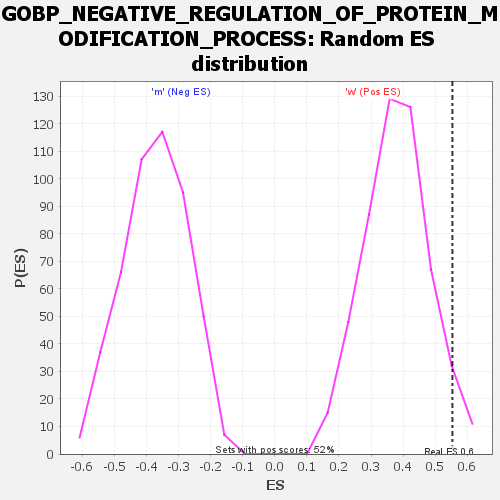 GOBP_NEGATIVE_REGULATION_OF_PROTEIN_M
ODIFICATION_PROCESS: Random ES
distribution
'm' (Neg ES)
'w' (Pos ES)
P(ES)
130
120
110
100
90
80
70
60
50
40
30
20
10
0
Sets with pos scores: 52%
Real ES 0.6
-0.6 -0.5 -0.4 -0.3 -0.2 -0.1 0.0 0.1 0.2 0.3 0.4 0.5 0.6
ES